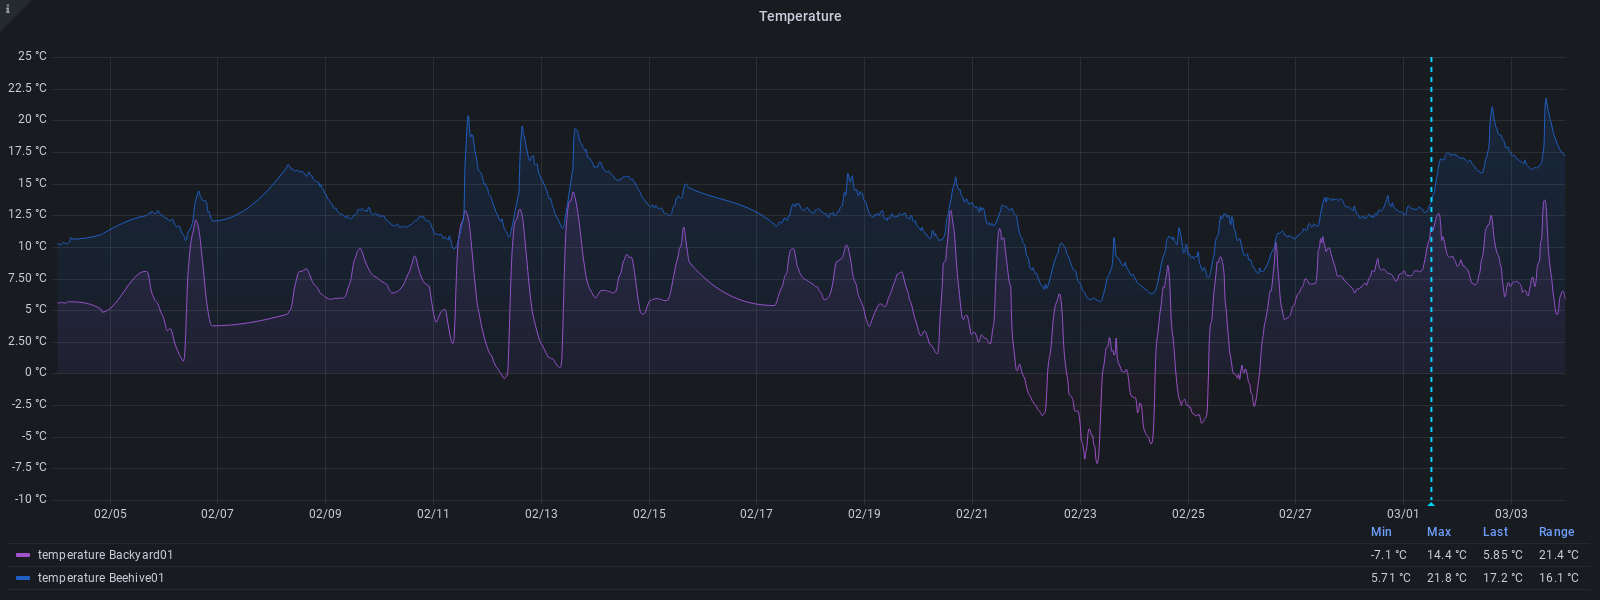 i
Temperature
25 °C
22.5 °C
20 °C
17.5 °C
15 °C
12.5 °C
10 °C
7.50 °C
5 °C
2.50 °C
0 °C
-2.5 °C
-5 °C
-7.5 °C
-10 °C
02/05 02/07 02/09 02/11 02/13 02/15 02/17 02/19 02/21 02/23 02/25 02/27 03/01 03/03
Min Max Last Range
temperature Backyard01 -7.1 °C 14.4 °C 5.85 °C 21.4 °C
temperature Beehive01 5.71 °C 21.8 °C 17.2 °C 16.1 °C